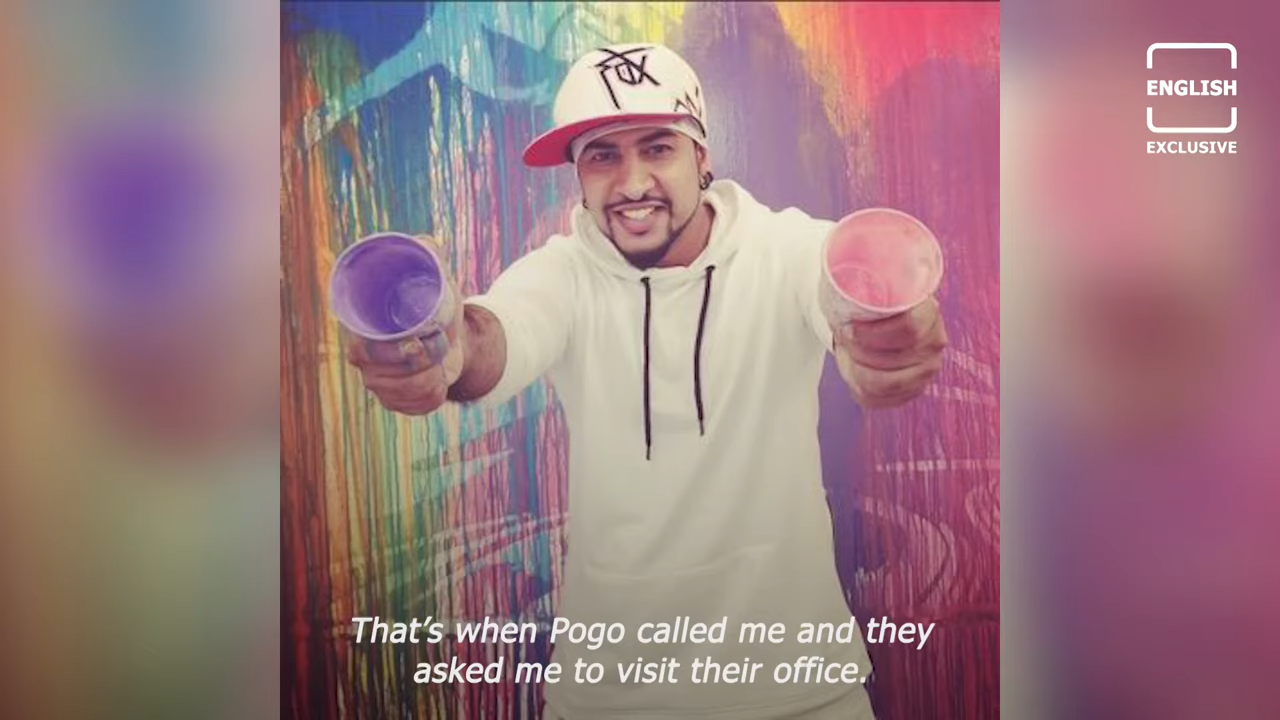 ENGLISH
EXCLUSIVE
That's when Pogo called me and they
asked me to visit their office.